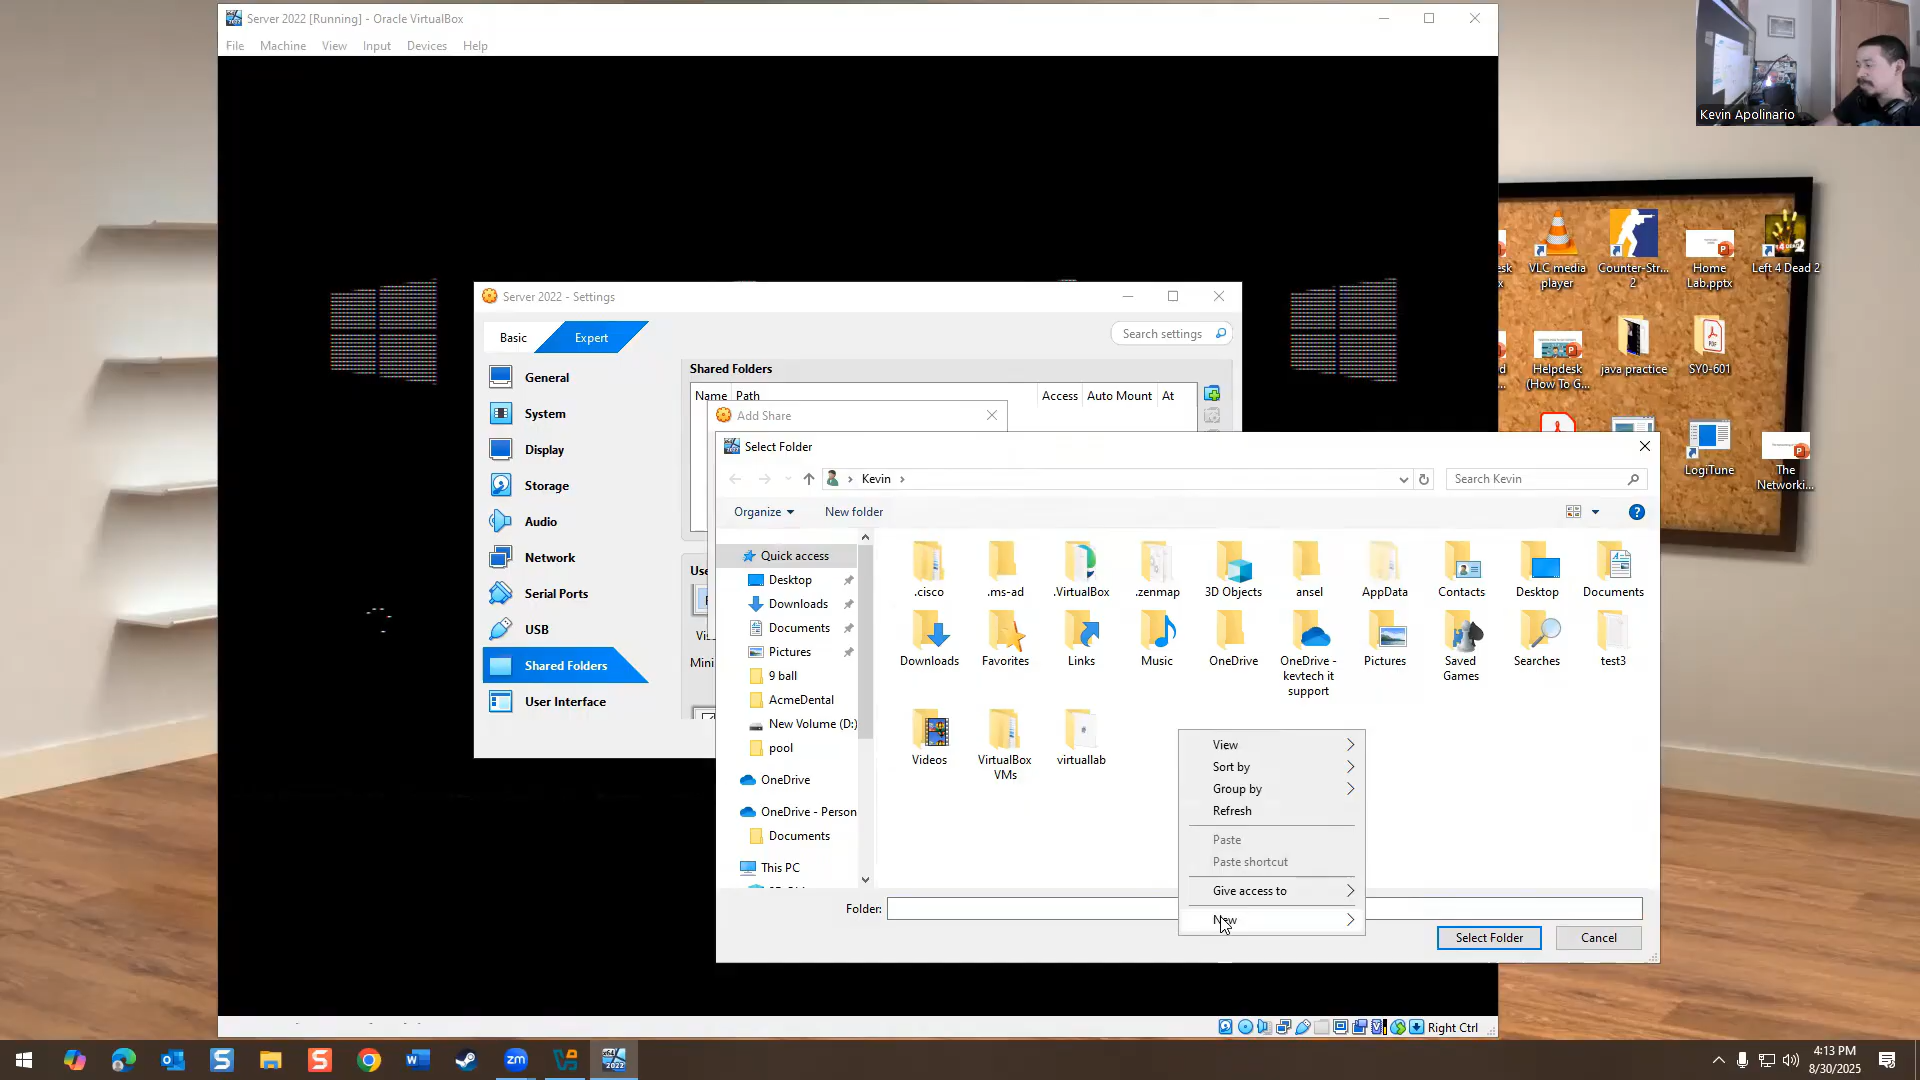 Server 2022 [Running] - Oracle VirtualBox
File Machine View Input Devices Help
Kevin Apolinario
Server 2022 - Settings
Basic
Expert
Search settings
General
System
Display
Storage
Audio
Network
Serial Ports
USB
Shared Folders
User Interface
Shared Folders
Name Path Access Auto Mount At
Add Share
Use
Vis
Mini
Select Folder
Kevin
Search Kevin
Organize
New folder
Quick access
Desktop
Downloads
Documents
Pictures
9 ball
AcmeDental
New Volume (D:)
pool
OneDrive
OneDrive - Person
Documents
This PC
.cisco
.ms-ad
.VirtualBox
.zenmap
3D Objects
ansel
AppData
Contacts
Desktop
Documents
Downloads
Favorites
Links
Music
OneDrive
OneDrive -
kevtech it
support
Pictures
Saved
Games
Searches
test3
Videos
VirtualBox
VMs
virtuallab
View
Sort by
Group by
Refresh
Paste
Paste shortcut
Give access to
New
Folder:
Select Folder
Cancel
Right Ctrl
VLC media
player
Counter-Str...
2
Home
Lab.pptx
Left 4 Dead 2
Helpdesk
(How To G...
java practice
SY0-601
LogiTune
The
Networki...
4:13 PM
8/30/2025